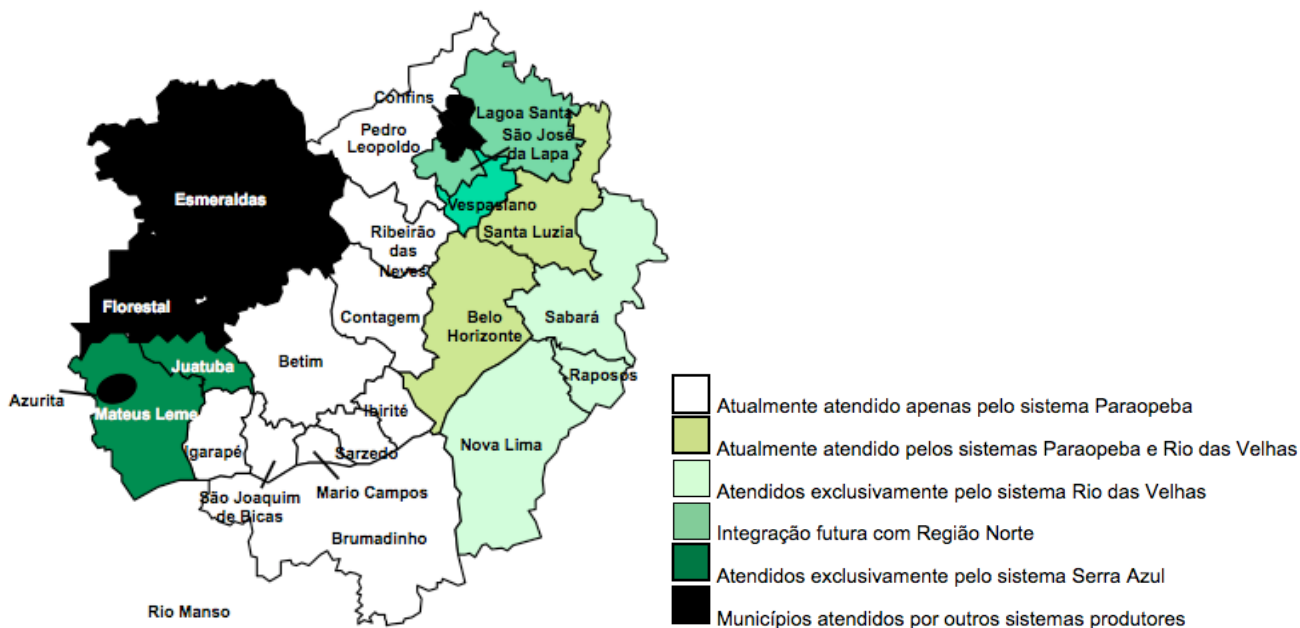 Confins
Lagoa Santa
Pedro
Leopoldo
São José
da Lapa
Esmeraldas
Vespasiano
Ribeirão
das
Neves
Santa Luzia
Florestal
Contagem
Belo
Horizonte
Sabará
Juatuba
Betim
Raposos
Azurita
Mateus Leme
Ibirité
Igarapé
Sarzedo
Nova Lima
São Joaquim
de Bicas
Mario Campos
Brumadinho
Rio Manso
Atualmente atendido apenas pelo sistema Paraopeba
Atualmente atendido pelos sistemas Paraopeba e Rio das Velhas
Atendidos exclusivamente pelo sistema Rio das Velhas
Integração futura com Região Norte
Atendidos exclusivamente pelo sistema Serra Azul
Municípios atendidos por outros sistemas produtores